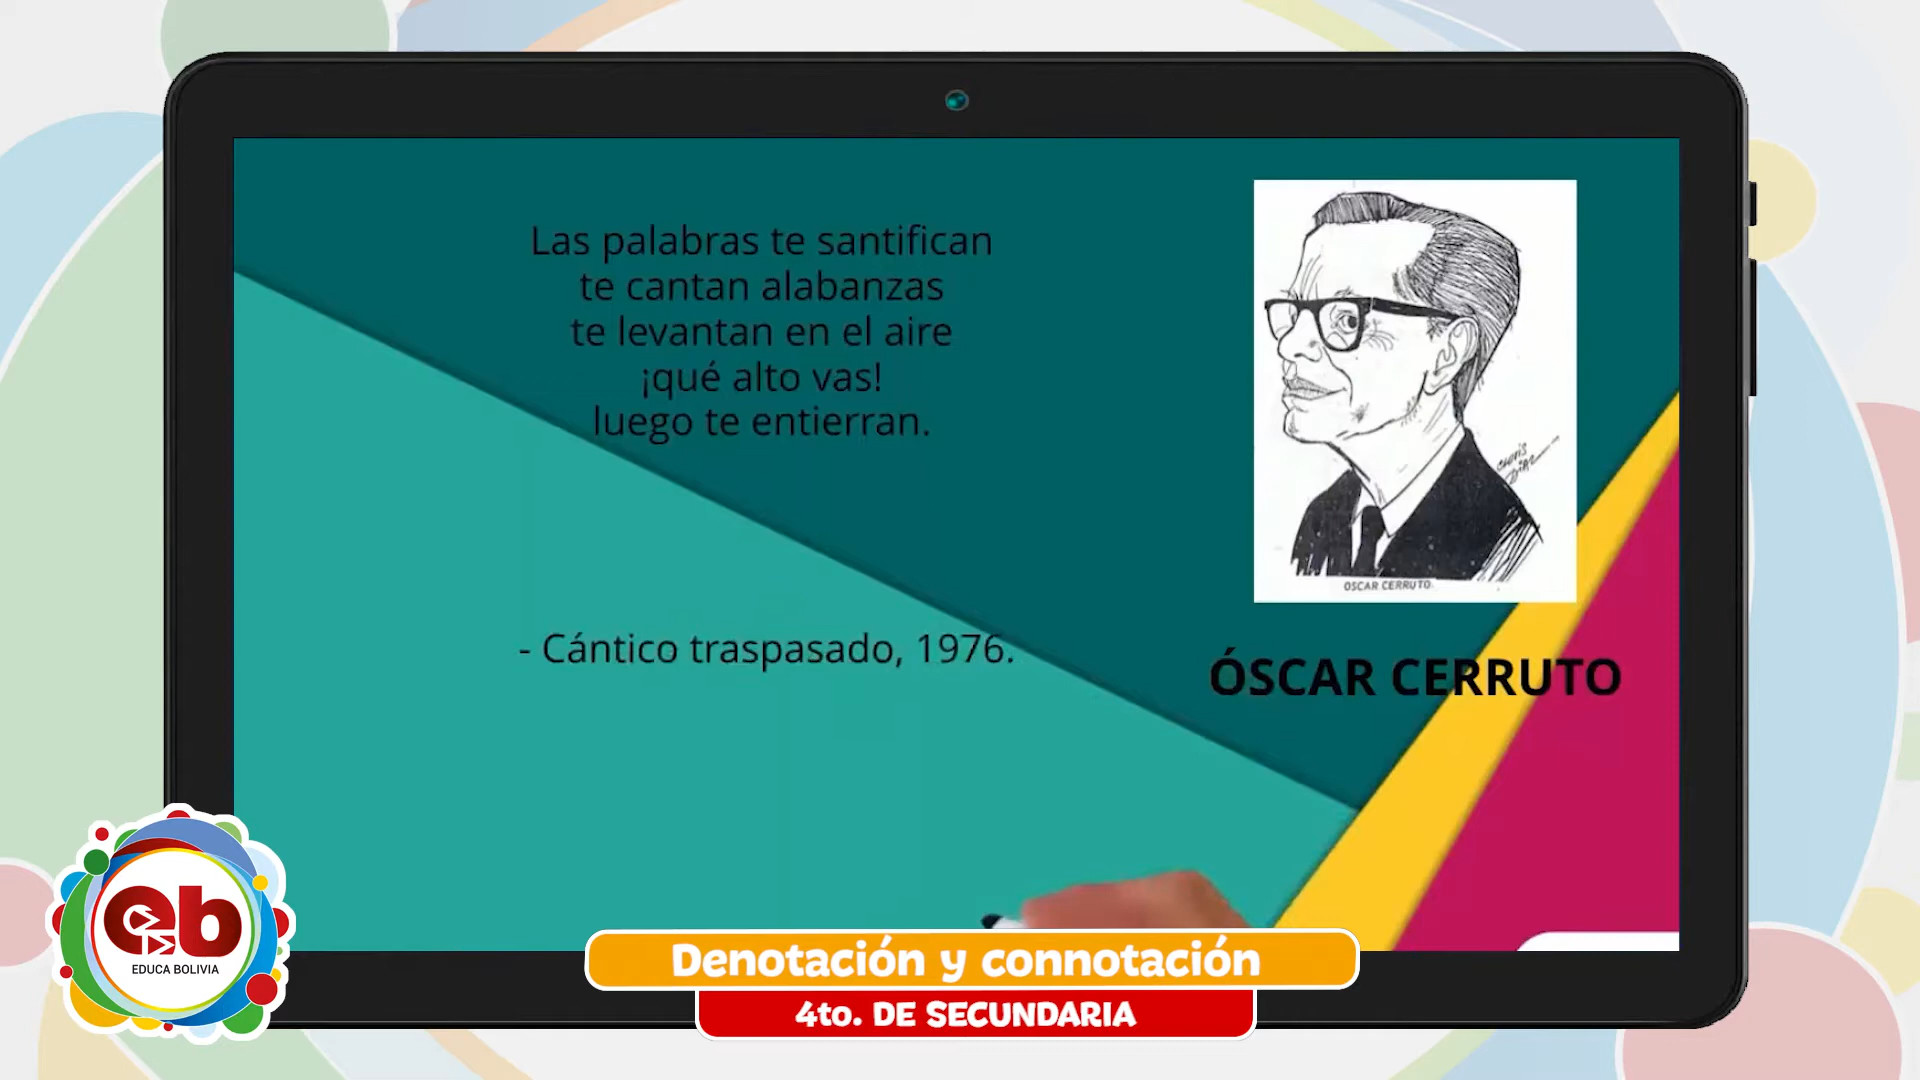 Las palabras te santifican
te cantan alabanzas
te levantan en el aire
¡qué alto vas!
luego te entierran.
- Cántico traspasado, 1976.
OSCAR CERRUTO.
ÓSCAR CERRUTO
eb
EDUCA BOLIVIA
Denotación y connotación
4to. DE SECUNDARIA